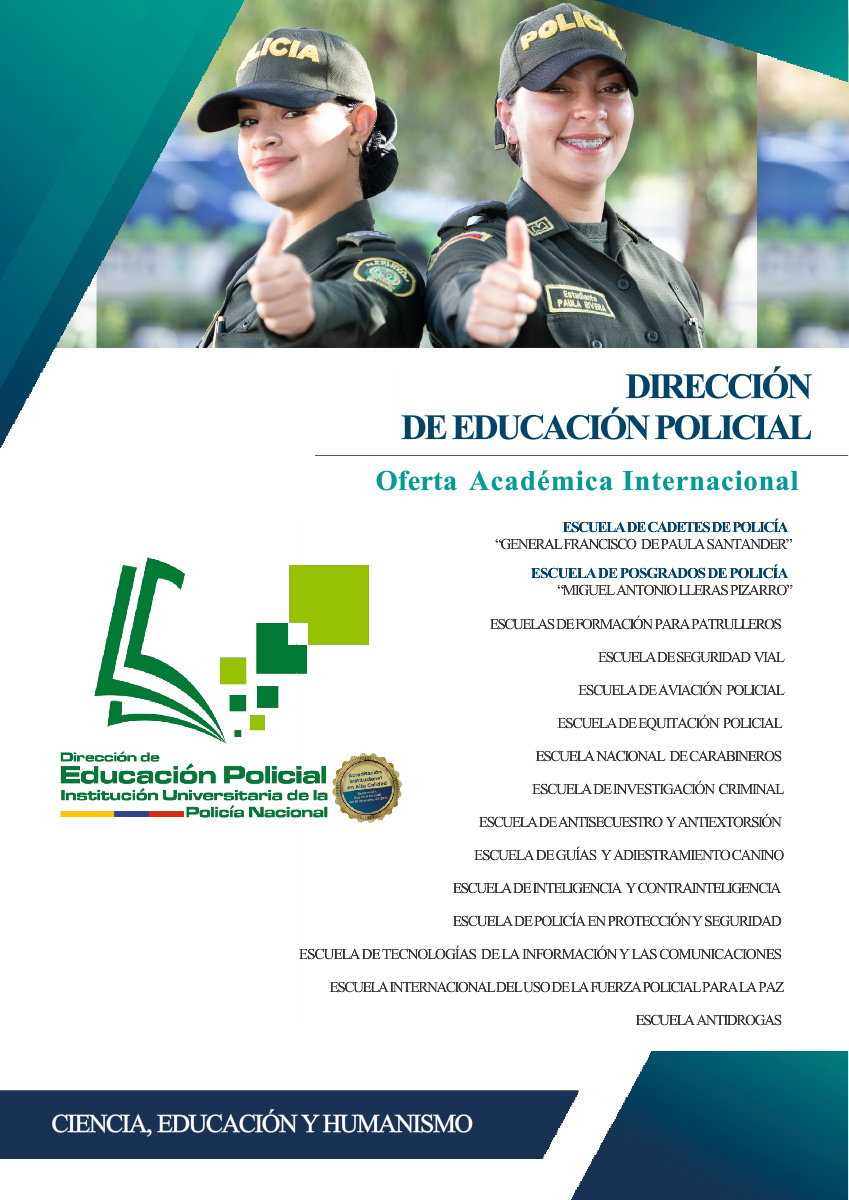 LICIA
POLICIA
Estudiante
PAULA RIVERA
DIRECCIÓN
DE EDUCACIÓN POLICIAL
Oferta Académica Internacional
ESCUELA DE CADETES DE POLICÍA
“GENERAL FRANCISCO DE PAULA SANTANDER”
ESCUELA DE POSGRADOS DE POLICÍA
“MIGUEL ANTONIO LLERAS PIZARRO”
ESCUELAS DE FORMACIÓN PARA PATRULLEROS
ESCUELA DE SEGURIDAD VIAL
ESCUELA DE AVIACIÓN POLICIAL
ESCUELA DE EQUITACIÓN POLICIAL
ESCUELA NACIONAL DE CARABINEROS
ESCUELA DE INVESTIGACIÓN CRIMINAL
ESCUELA DE ANTISECUESTRO Y ANTIEXTORSIÓN
ESCUELA DE GUÍAS Y ADIESTRAMIENTO CANINO
ESCUELA DE INTELIGENCIA Y CONTRAINTELIGENCIA
ESCUELA DE POLICÍA EN PROTECCIÓN Y SEGURIDAD
ESCUELA DE TECNOLOGÍAS DE LA INFORMACIÓN Y LAS COMUNICACIONES
ESCUELA INTERNACIONAL DEL USO DE LA FUERZA POLICIAL PARA LA PAZ
ESCUELA ANTIDROGAS
Dirección de
Educación Policial
Institución Universitaria de la
Policía Nacional
Acreditación
Institucional
en Alta Calidad
CIENCIA, EDUCACIÓN Y HUMANISMO